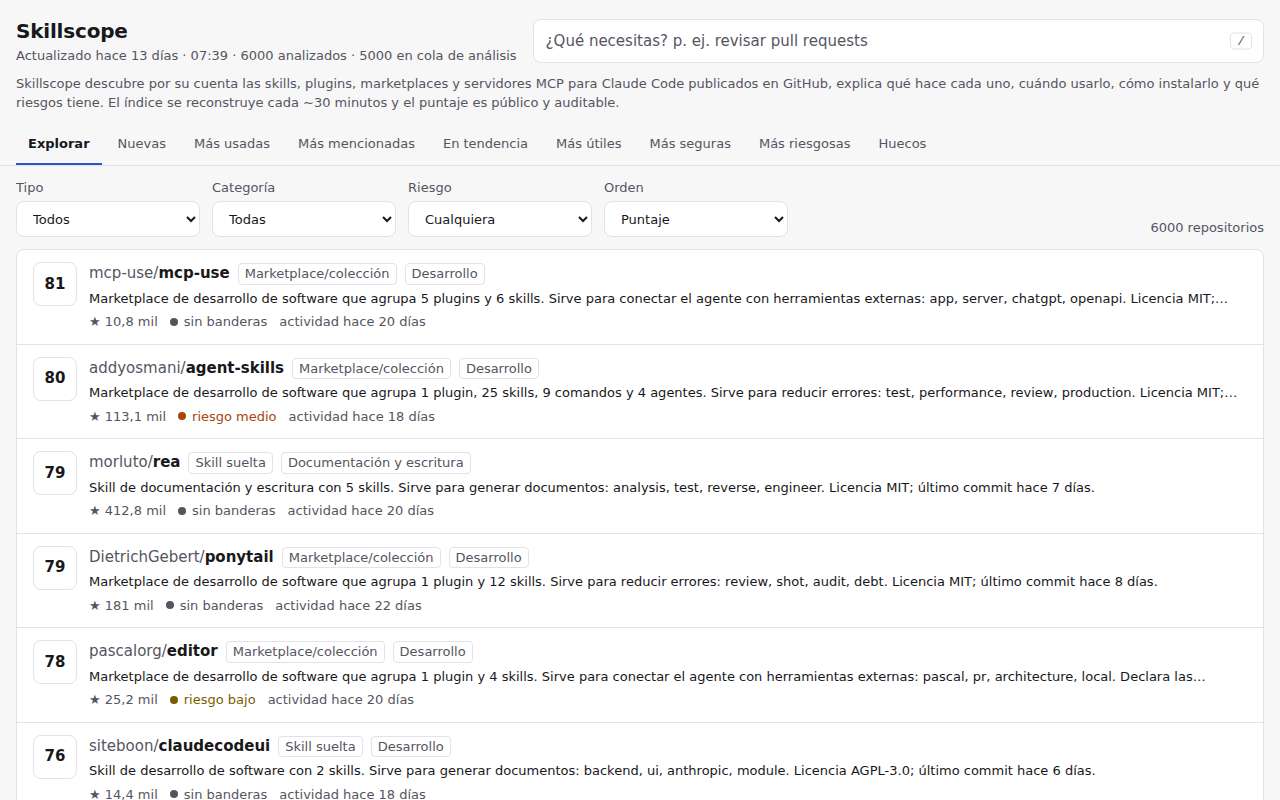 Skillscope
Actualizado hace 13 días · 07:39 · 6000 analizados · 5000 en cola de análisis
¿Qué necesitas? p. ej. revisar pull requests
/
Skillscope descubre por su cuenta las skills, plugins, marketplaces y servidores MCP para Claude Code publicados en GitHub, explica qué hace cada uno, cuándo usarlo, cómo instalarlo y qué
riesgos tiene. El índice se reconstruye cada ~30 minutos y el puntaje es público y auditable.
Explorar Nuevas Más usadas Más mencionadas En tendencia Más útiles Más seguras Más riesgosas Huecos
Tipo Categoría Riesgo Orden
Todos Todas Cualquiera Puntaje
6000 repositorios
81
mcp-use/mcp-use Marketplace/colección Desarrollo
Marketplace de desarrollo de software que agrupa 5 plugins y 6 skills. Sirve para conectar el agente con herramientas externas: app, server, chatgpt, openapi. Licencia MIT;…
★ 10,8 mil ● sin banderas actividad hace 20 días
80
addyosmani/agent-skills Marketplace/colección Desarrollo
Marketplace de desarrollo de software que agrupa 1 plugin, 25 skills, 9 comandos y 4 agentes. Sirve para reducir errores: test, performance, review, production. Licencia MIT;…
★ 113,1 mil ● riesgo medio actividad hace 18 días
79
morluto/rea Skill suelta Documentación y escritura
Skill de documentación y escritura con 5 skills. Sirve para generar documentos: analysis, test, reverse, engineer. Licencia MIT; último commit hace 7 días.
★ 412,8 mil ● sin banderas actividad hace 20 días
79
DietrichGebert/ponytail Marketplace/colección Desarrollo
Marketplace de desarrollo de software que agrupa 1 plugin y 12 skills. Sirve para reducir errores: review, shot, audit, debt. Licencia MIT; último commit hace 8 días.
★ 181 mil ● sin banderas actividad hace 22 días
78
pascalorg/editor Marketplace/colección Desarrollo
Marketplace de desarrollo de software que agrupa 1 plugin y 4 skills. Sirve para conectar el agente con herramientas externas: pascal, pr, architecture, local. Declara las…
★ 25,2 mil ● riesgo bajo actividad hace 20 días
76
siteboon/claudecodeui Skill suelta Desarrollo
Skill de desarrollo de software con 2 skills. Sirve para generar documentos: backend, ui, anthropic, module. Licencia AGPL-3.0; último commit hace 6 días.
★ 14,4 mil ● sin banderas actividad hace 18 días